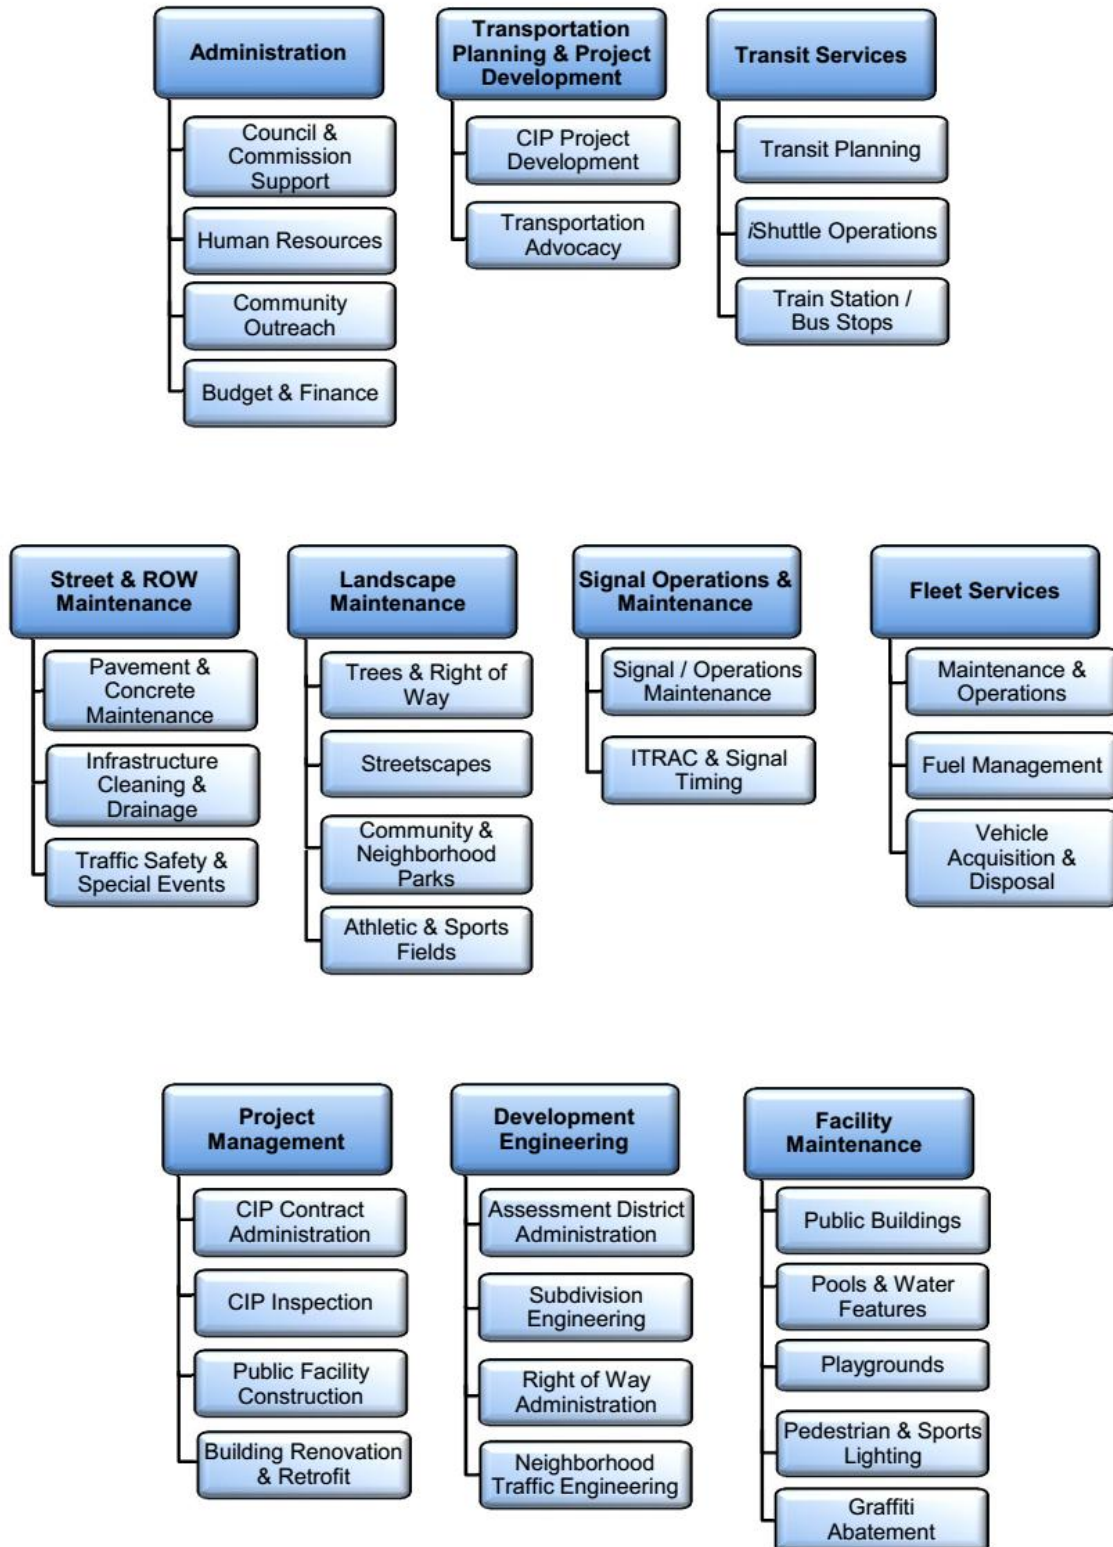 Administration
Council &
Commission
Support
Human Resources
Community
Outreach
Budget & Finance
Transportation
Planning & Project
Development
CIP Project
Development
Transportation
Advocacy
Transit Services
Transit Planning
iShuttle Operations
Train Station /
Bus Stops
Street & ROW
Maintenance
Pavement &
Concrete
Maintenance
Infrastructure
Cleaning &
Drainage
Traffic Safety &
Special Events
Landscape
Maintenance
Trees & Right of
Way
Streetscapes
Community &
Neighborhood
Parks
Athletic & Sports
Fields
Signal Operations &
Maintenance
Signal / Operations
Maintenance
ITRAC & Signal
Timing
Fleet Services
Maintenance &
Operations
Fuel Management
Vehicle
Acquisition &
Disposal
Project
Management
CIP Contract
Administration
CIP Inspection
Public Facility
Construction
Building Renovation
& Retrofit
Development
Engineering
Assessment District
Administration
Subdivision
Engineering
Right of Way
Administration
Neighborhood
Traffic Engineering
Facility
Maintenance
Public Buildings
Pools & Water
Features
Playgrounds
Pedestrian & Sports
Lighting
Graffiti
Abatement